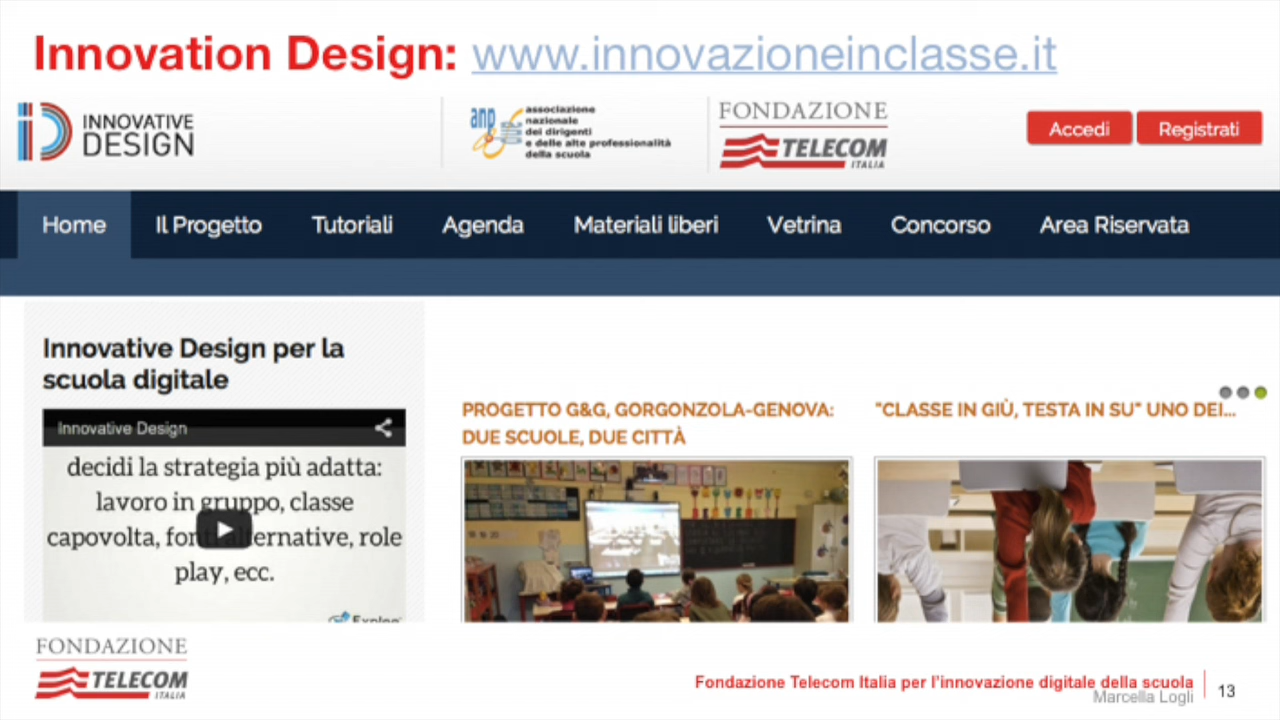 Innovation Design: www.innovazioneinclasse.it
INNOVATIVE
DESIGN
anp
associazione
nazionale
dei dirigenti
e delle alte professionalità
della scuola
FONDAZIONE
TELECOM
ITALIA
Accedi
Registrati
Home Il Progetto Tutoriali Agenda Materiali liberi Vetrina Concorso Area Riservata
Innovative Design per la
scuola digitale
Innovative Design
decidi la strategia più adatta:
lavoro in gruppo, classe
capovolta, role
play, ecc.
PROGETTO G&G, GORGONZOLA-GENOVA:
DUE SCUOLE, DUE CITTÀ
"CLASSE IN GIÙ, TESTA IN SU" UNO DEI...
FONDAZIONE
TELECOM
ITALIA
Fondazione Telecom Italia per l'innovazione digitale della scuola
Marcella Logli
13